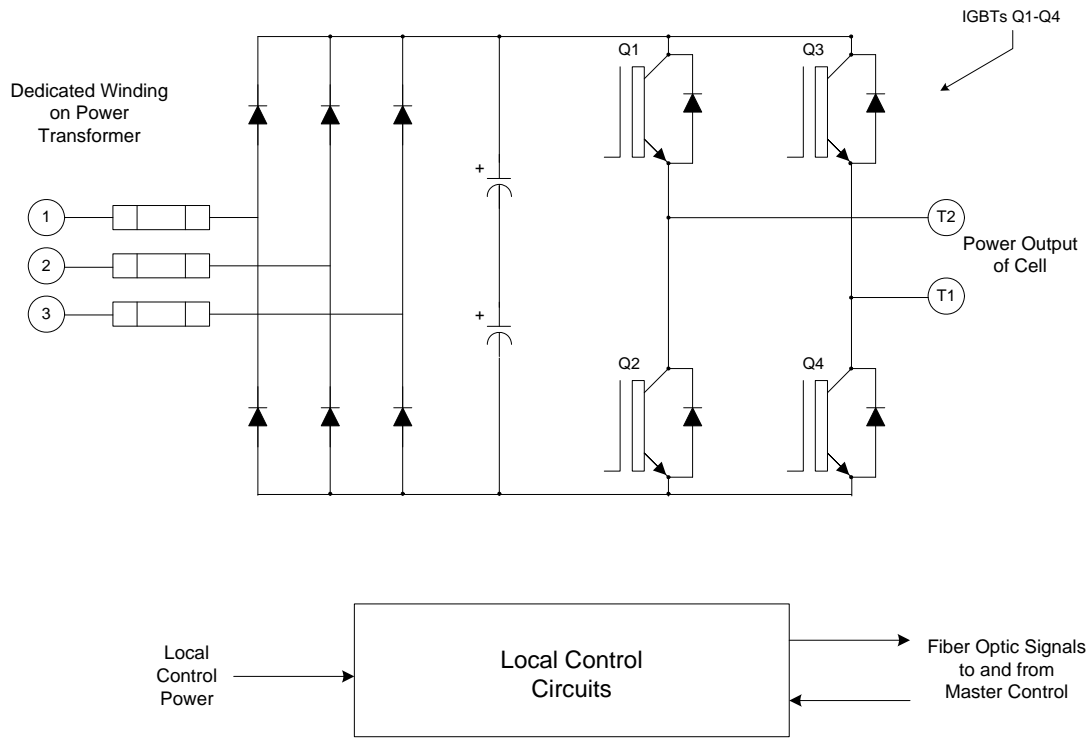 IGBTs Q1-Q4
Q1
Q3
Dedicated Winding
on Power
Transformer
+
1
T2
2
Power Output
of Cell
T1
3
+
Q2
Q4
Local
Control
Power
Local Control
Circuits
Fiber Optic Signals
to and from
Master Control